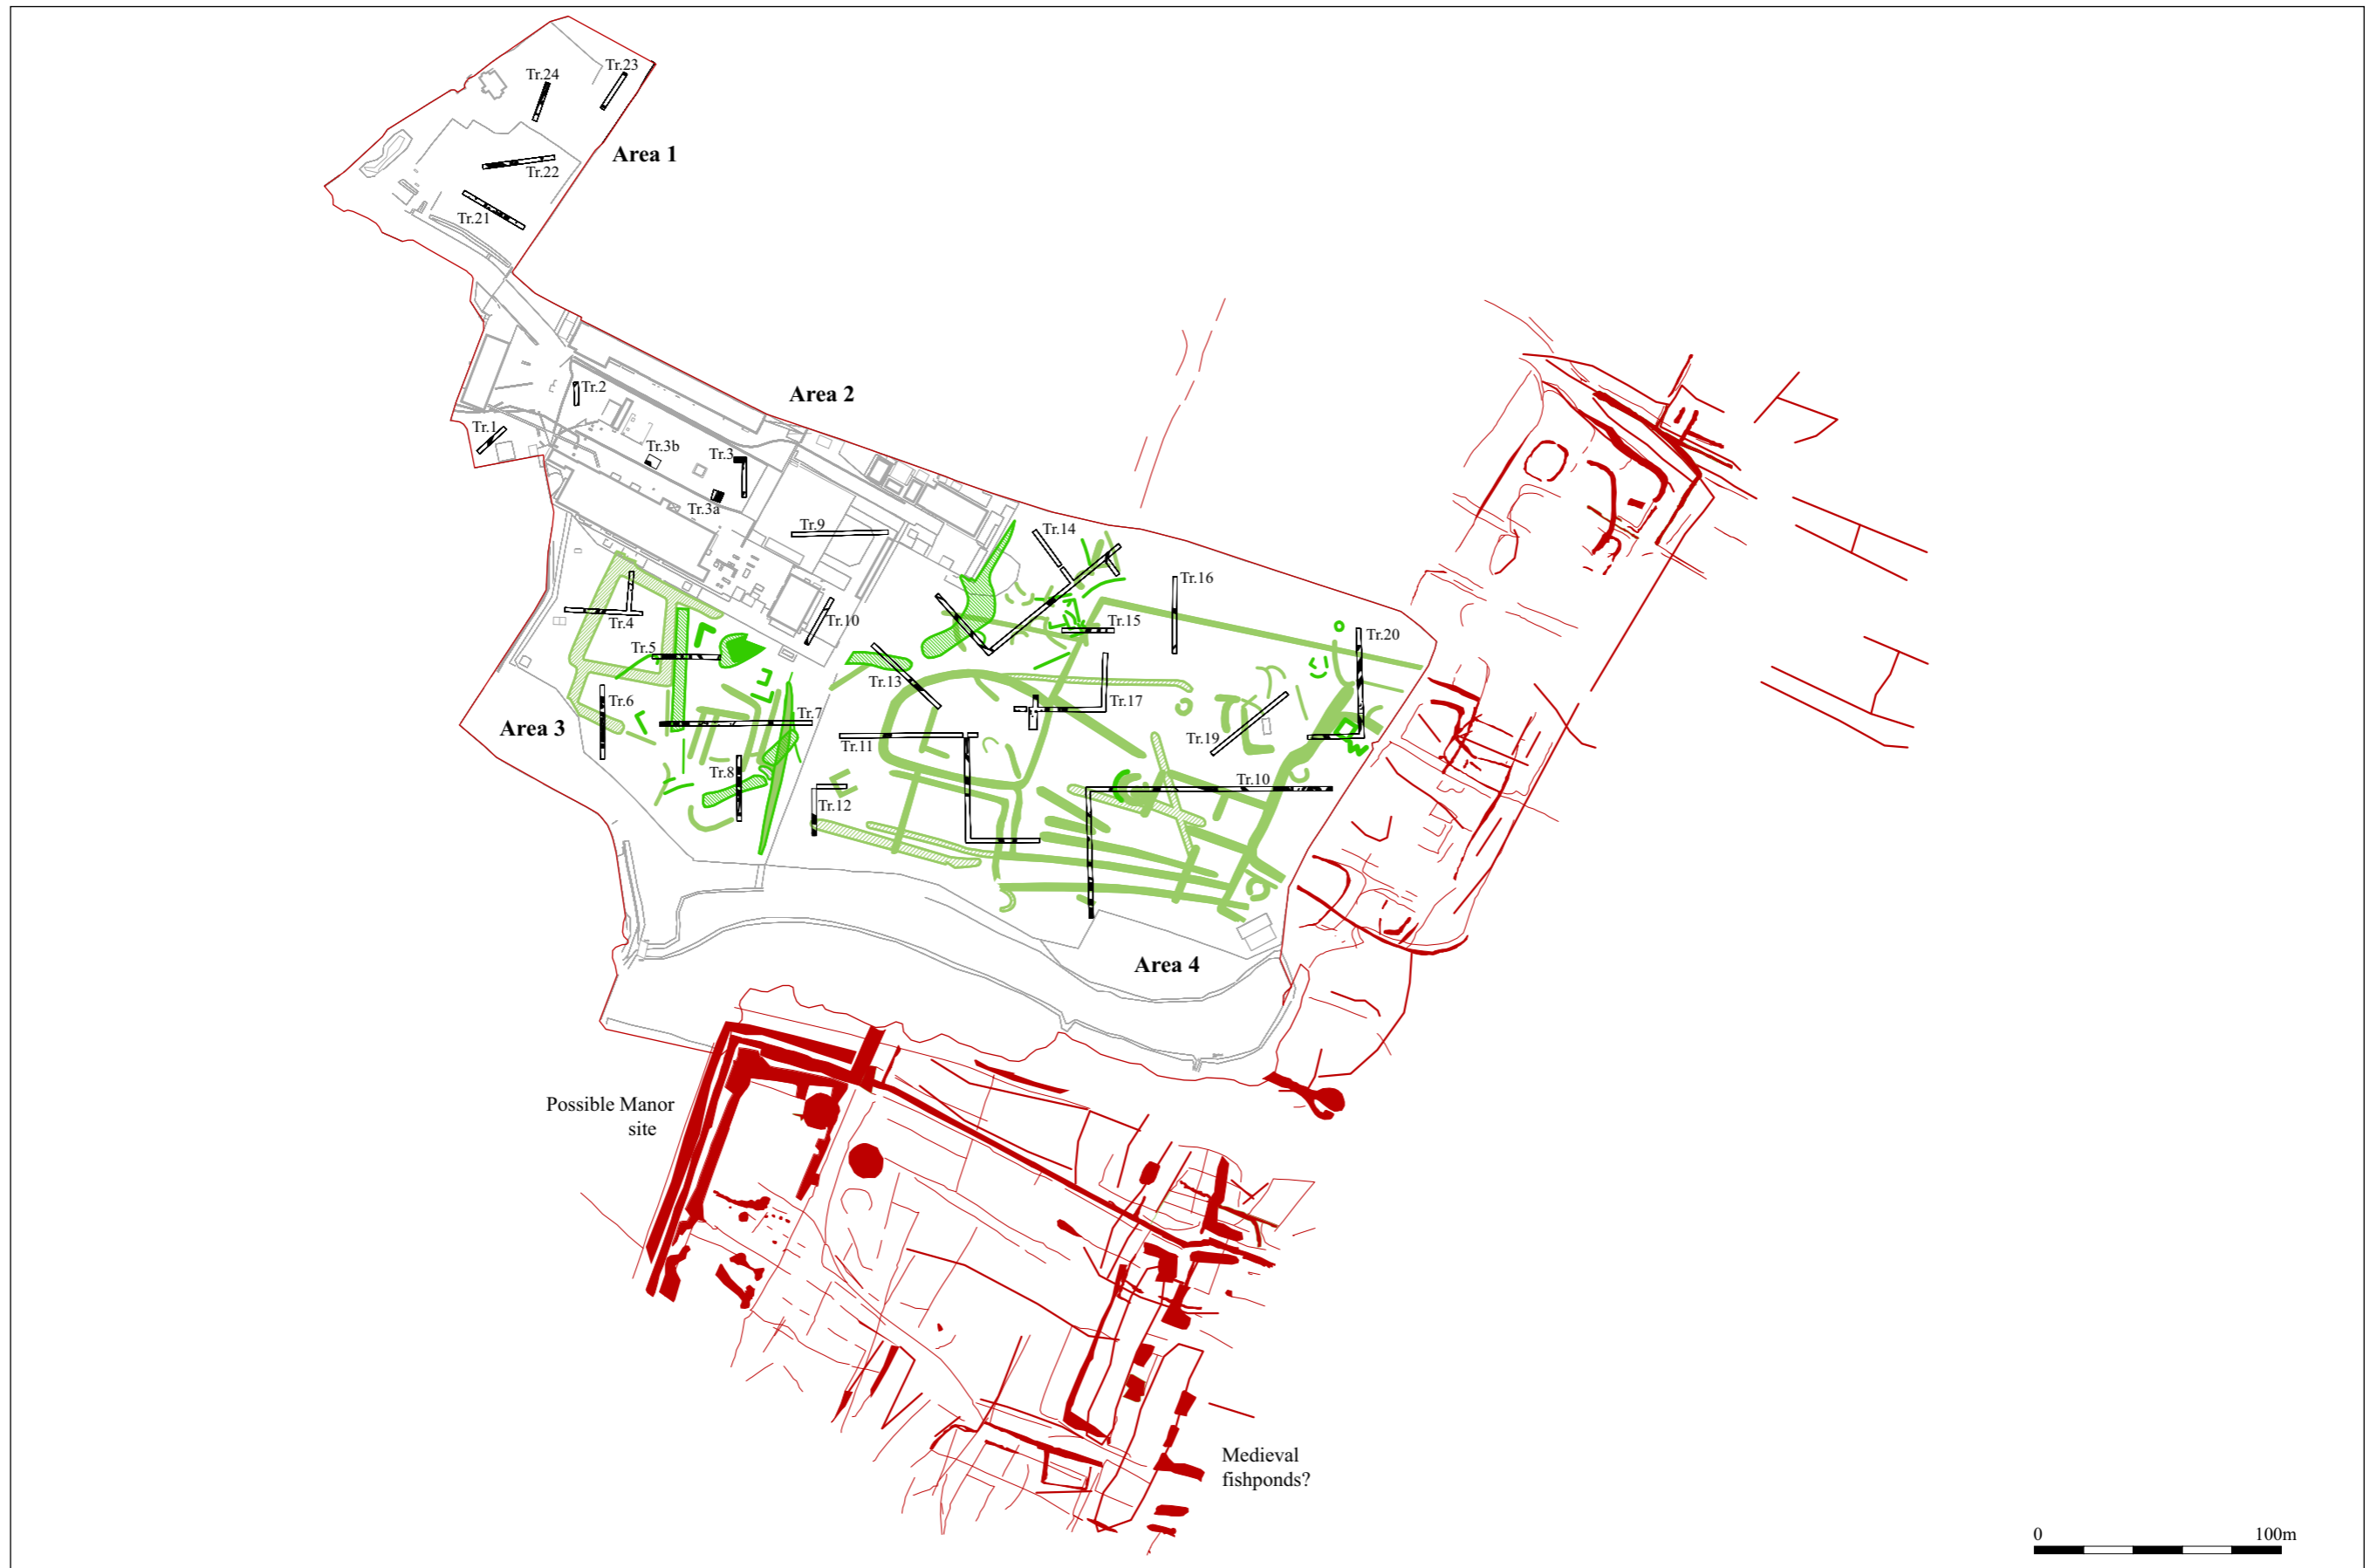 Tr.23
Tr.24
Area 1
Tr.22
Tr.21
Tr.2
Area 2
Tr.1
Tr.3b
Tr.3
Tr.3a
Tr.9
Tr.14
Tr.16
Tr.4
Tr.10
Tr.15
Tr.20
Tr.5
Tr.13
Tr.6
Tr.17
Area 3
Tr.7
Tr.11
Tr.19
Tr.8
Tr.10
Tr.12
Area 4
Possible Manor
site
Medieval
fishponds?
0 100m